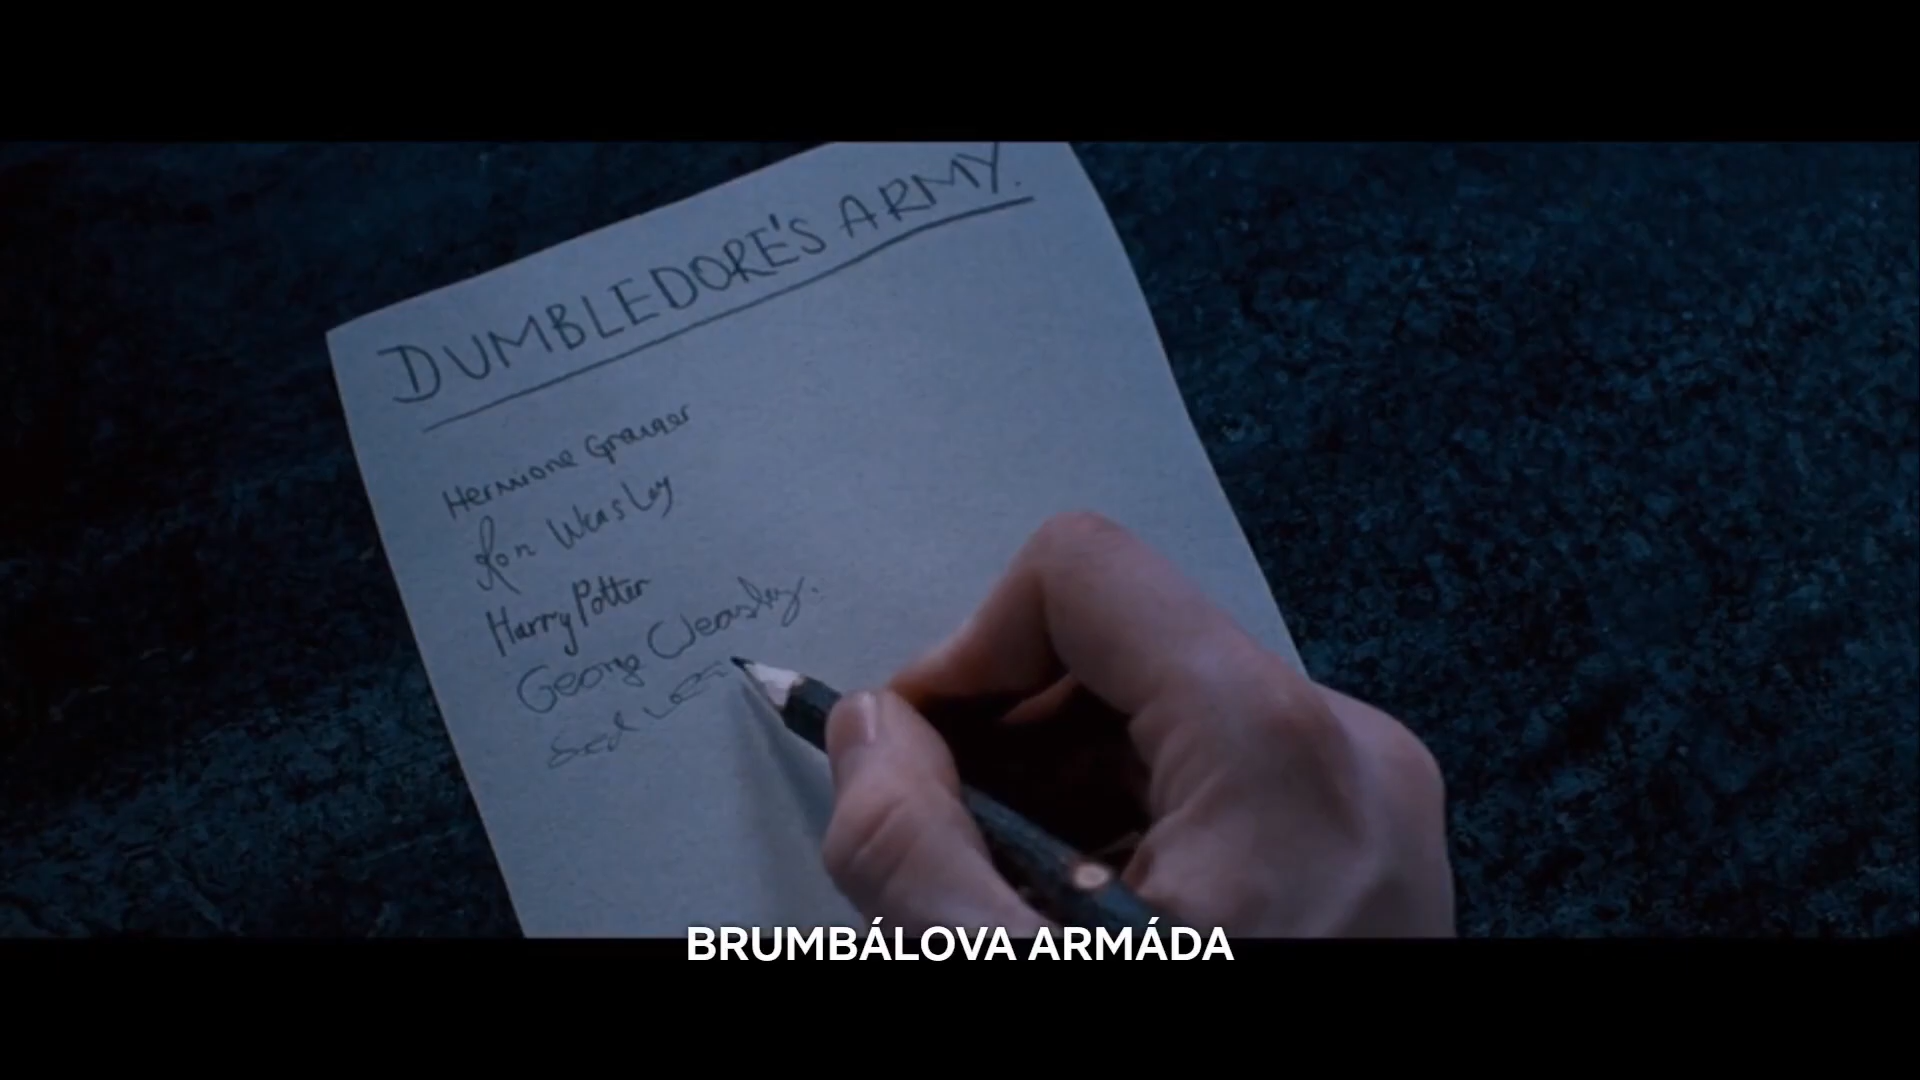 DUMBLEDORE'S ARMY.
Hermione Granger
Ron Weasley
Harry Potter
George Weasley.
BRUMBÁLOVA ARMÁDA